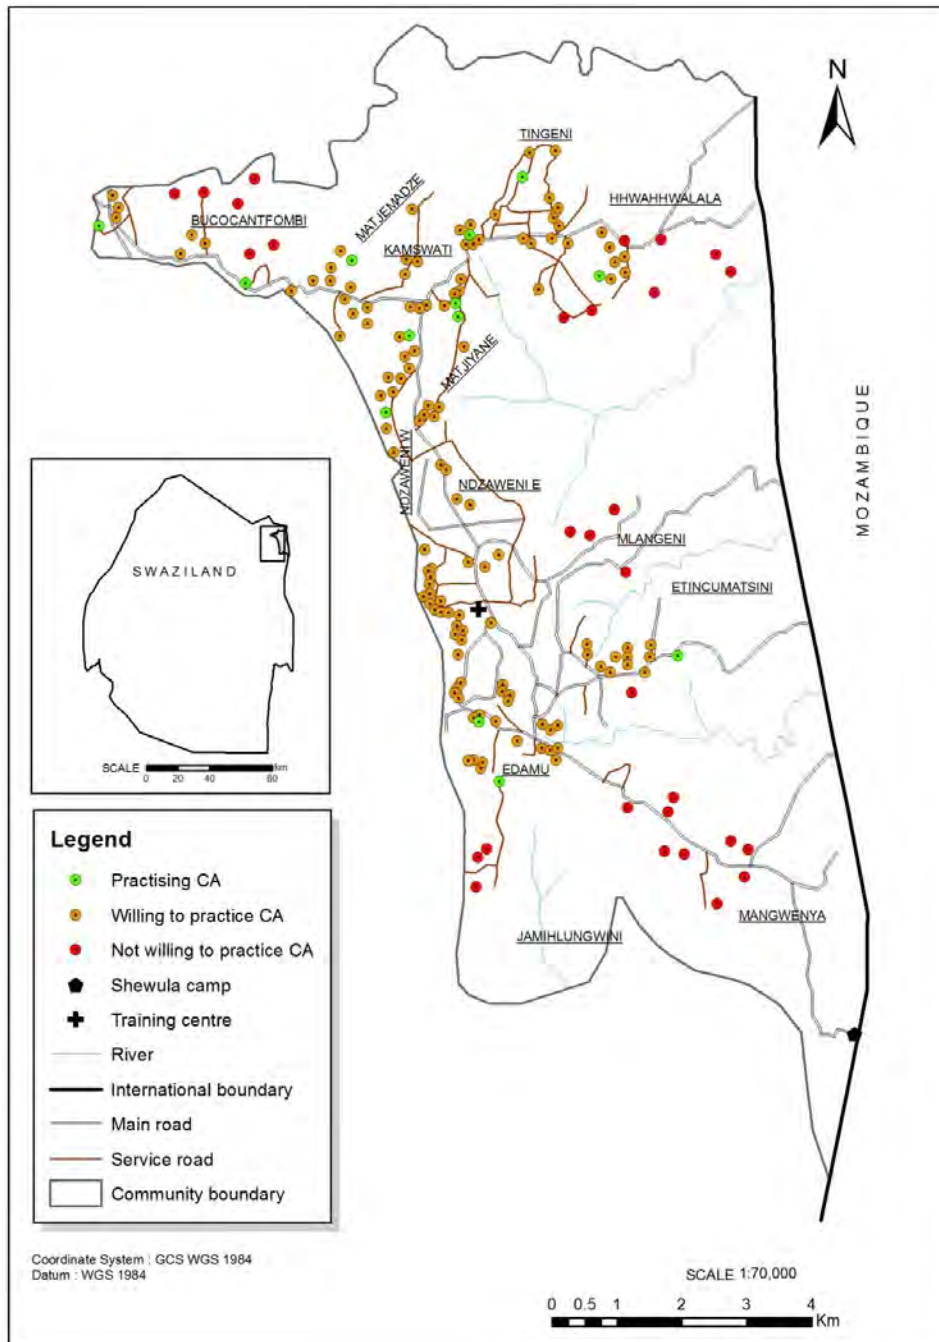 N
TINGENI
HHWAHHWALALA
MATJEMADZE
BUCOCANTFOMBI
KAMSWATI
MATJIYANE
MOZAMBIQUE
NDZAWENI W
NDZAWENI E
MLANGENI
ETINCUMATSINI
SWAZILAND
SCALE
0 20 40 60 km
EDAMU
MANGWENYA
JAMIHLUNGWINI
Legend
Practising CA
Willing to practice CA
Not willing to practice CA
Shewula camp
Training centre
River
International boundary
Main road
Service road
Community boundary
Coordinate System : GCS WGS 1984
Datum : WGS 1984
SCALE 1:70,000
0 0.5 1 2 3 4
Km